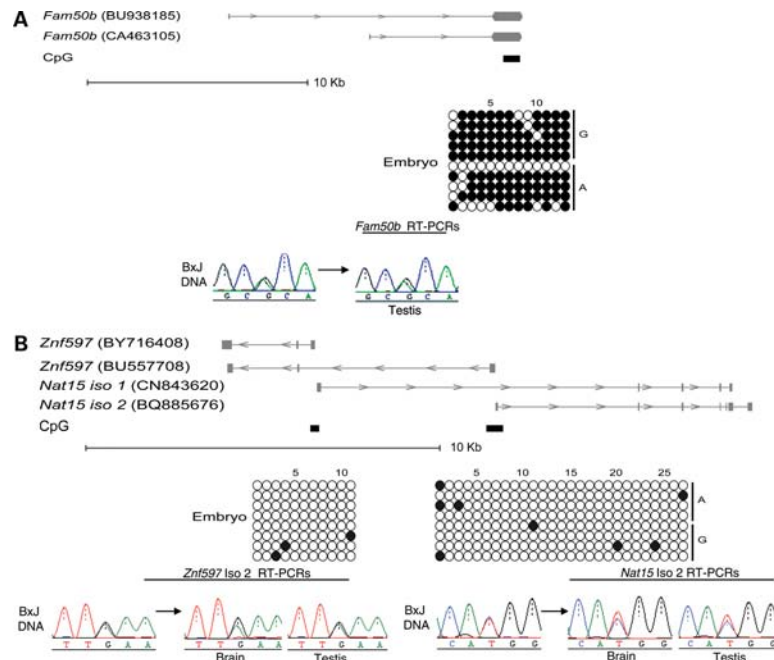 A
Fam50b (BU938185)
Fam50b (CA463105)
CpG
10 Kb
5 10
Embryo
G
A
Fam50b RT-PCRs
BxJ
DNA
G C G C A
G C G C A
Testis
B
Znf597 (BY716408)
Znf597 (BU557708)
Nat15 iso 1 (CN843620)
Nat15 iso 2 (BQ885676)
CpG
10 Kb
5 10
5 10 15 20 25
Embryo
A
G
Znf597 Iso 2 RT-PCRs
Nat15 Iso 2 RT-PCRs
BxJ
DNA
T T G A A
T T G A A
T T G A A
Brain
Testis
BxJ
DNA
C A T G G
C A T G G
C A T G G
Brain
Testis